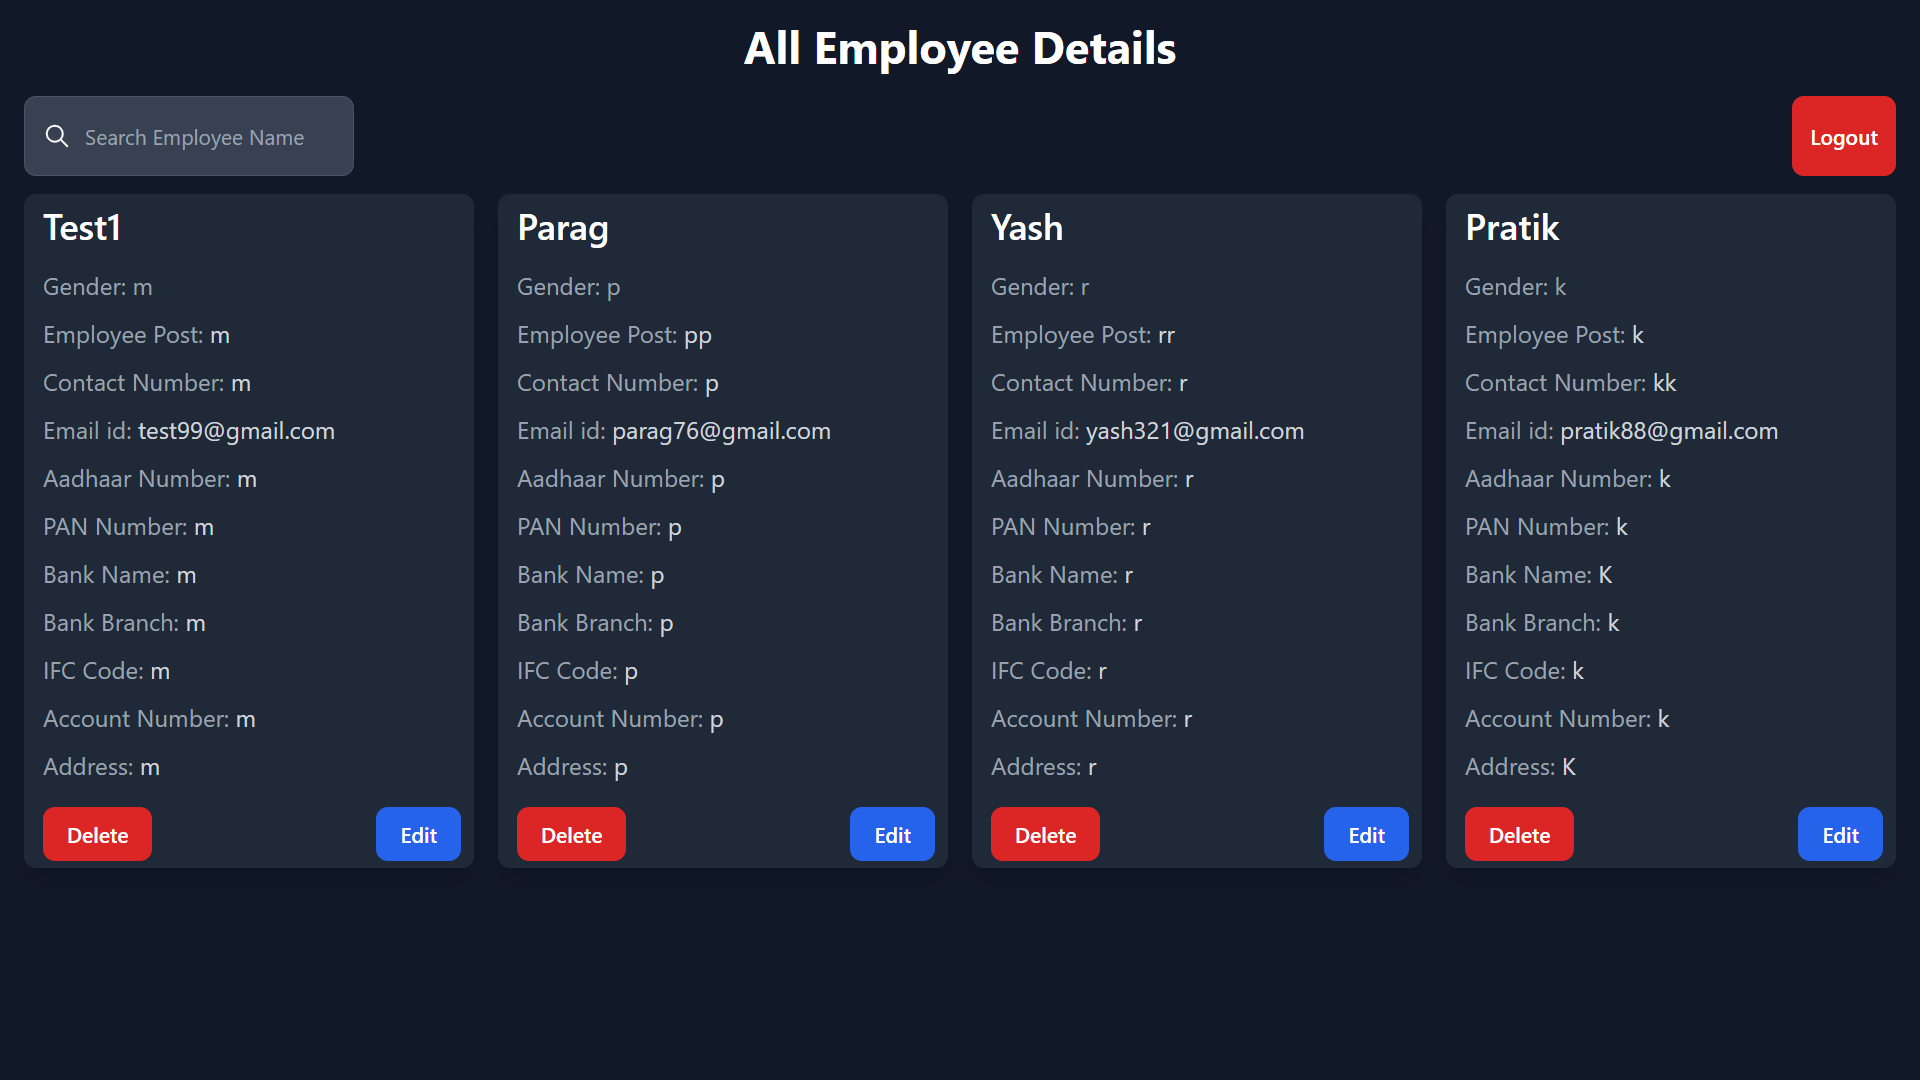 All Employee Details
Search Employee Name
Logout
Test1
Gender: m
Employee Post: m
Contact Number: m
Email id: test99@gmail.com
Aadhaar Number: m
PAN Number: m
Bank Name: m
Bank Branch: m
IFC Code: m
Account Number: m
Address: m
Delete
Edit
Parag
Gender: p
Employee Post: pp
Contact Number: p
Email id: parag76@gmail.com
Aadhaar Number: p
PAN Number: p
Bank Name: p
Bank Branch: p
IFC Code: p
Account Number: p
Address: p
Delete
Edit
Yash
Gender: r
Employee Post: rr
Contact Number: r
Email id: yash321@gmail.com
Aadhaar Number: r
PAN Number: r
Bank Name: r
Bank Branch: r
IFC Code: r
Account Number: r
Address: r
Delete
Edit
Pratik
Gender: k
Employee Post: k
Contact Number: kk
Email id: pratik88@gmail.com
Aadhaar Number: k
PAN Number: k
Bank Name: K
Bank Branch: k
IFC Code: k
Account Number: k
Address: K
Delete
Edit